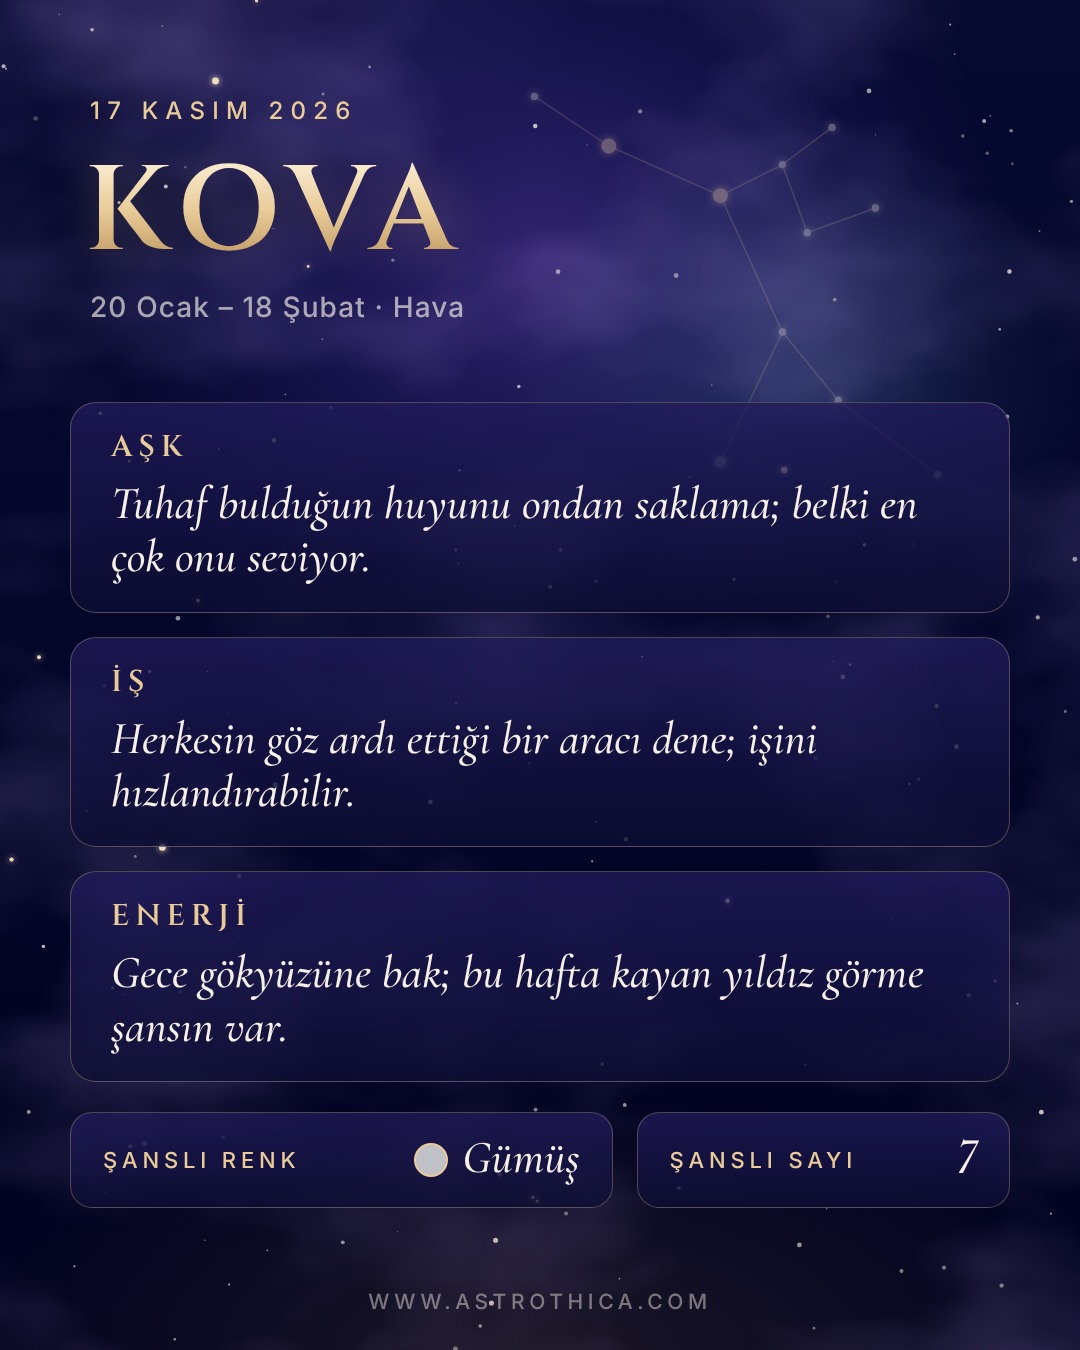 17 KASIM 2026
KOVA
20 Ocak – 18 Şubat · Hava
AŞK
Tuhaf bulduğun huyunu ondan saklama; belki en
çok onu seviyor.
İŞ
Herkesin göz ardı ettiği bir aracı dene; işini
hızlandırabilir.
ENERJİ
Gece gökyüzüne bak; bu hafta kayan yıldız görme
şansın var.
ŞANSLI RENK Gümüş
ŞANSLI SAYI 7
WWW.ASTROTHICA.COM